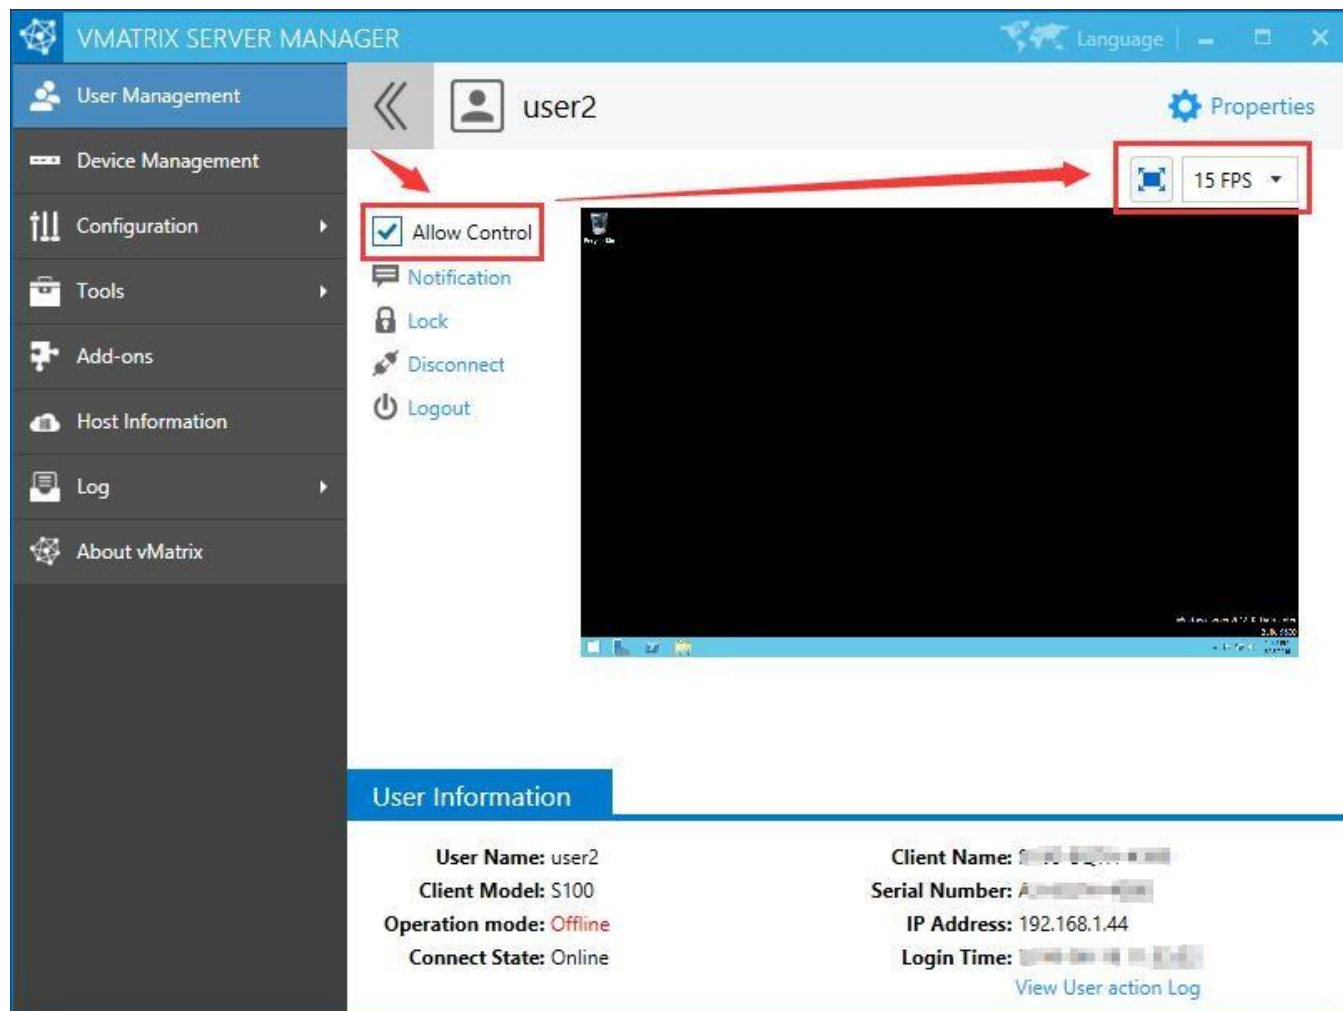 VMATRIX SERVER MANAGER
Language
User Management
Device Management
Configuration
Tools
Add-ons
Host Information
Log
About vMatrix
user2
Properties
15 FPS
Allow Control
Notification
Lock
Disconnect
Logout
User Information
User Name: user2
Client Model: S100
Operation mode: Offline
Connect State: Online
Client Name:
Serial Number:
IP Address: 192.168.1.44
Login Time:
View User action Log